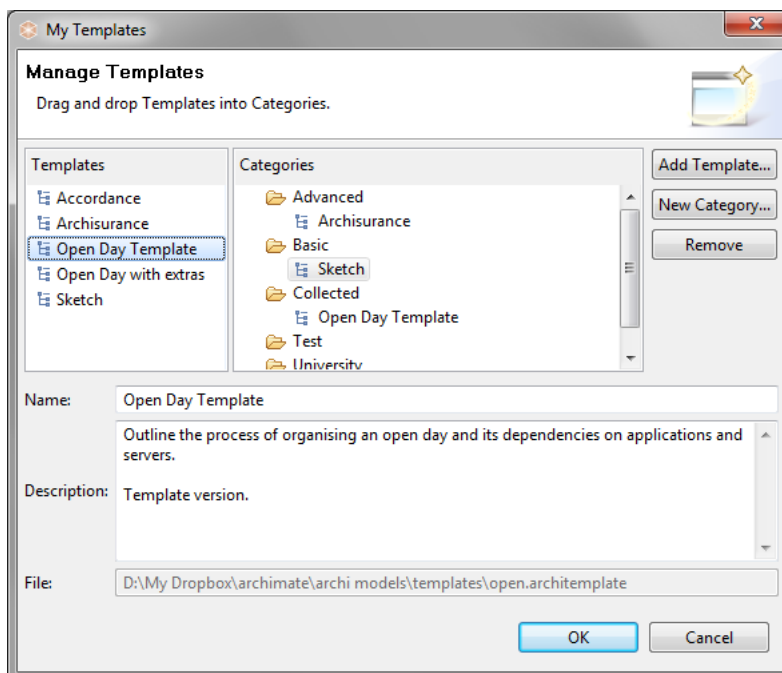 My Templates
Manage Templates
Drag and drop Templates into Categories.
Templates
Accordance
Archisurance
Open Day Template
Open Day with extras
Sketch
Categories
Advanced
Archisurance
Basic
Sketch
Collected
Open Day Template
Test
University
Add Template...
New Category...
Remove
Name:
Open Day Template
Description:
Outline the process of organising an open day and its dependencies on applications and
servers.
Template version.
File:
D:\My Dropbox\archimate\archi models\templates\open.architemplate
OK
Cancel